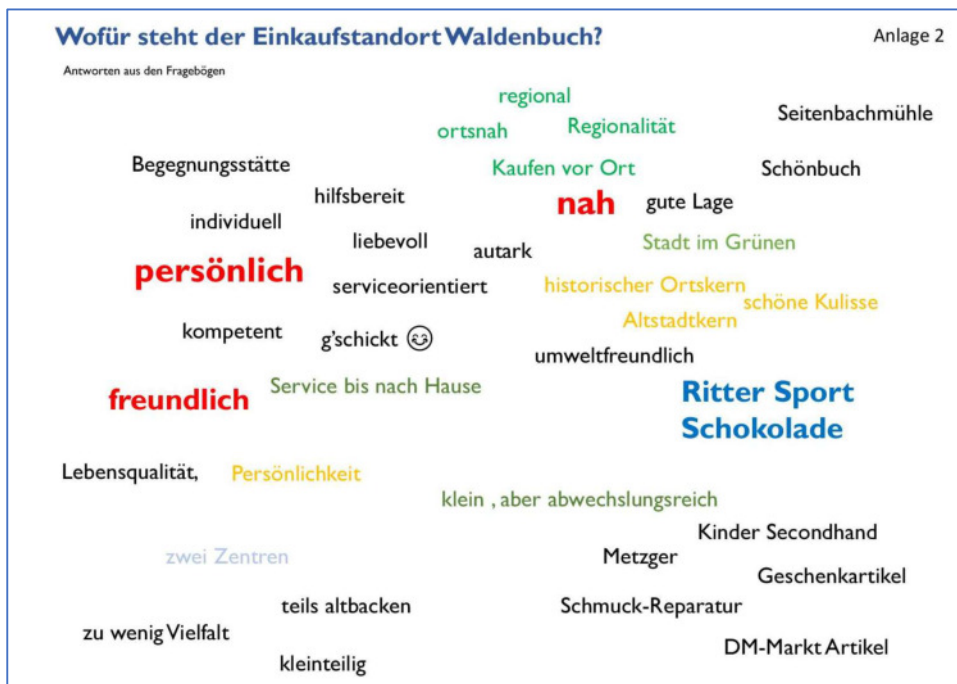 Wofür steht der Einkaufstandort Waldenbuch?
Anlage 2
Antworten aus den Fragebögen
regional
Seitenbachmühle
ortsnah
Regionalität
Begegnungsstätte
Kaufen vor Ort
Schönbuch
hilfsbereit
nah
gute Lage
individuell
liebevoll
autark
Stadt im Grünen
persönlich
serviceorientiert
historischer Ortskern
schöne Kulisse
kompetent
g'schickt 😊
Altstadtkern
umweltfreundlich
freundlich
Service bis nach Hause
Ritter Sport
Schokolade
Lebensqualität,
Persönlichkeit
klein , aber abwechslungsreich
Kinder Secondhand
zwei Zentren
Metzger
Geschenkartikel
teils altbacken
Schmuck-Reparatur
zu wenig Vielfalt
DM-Markt Artikel
kleinteilig